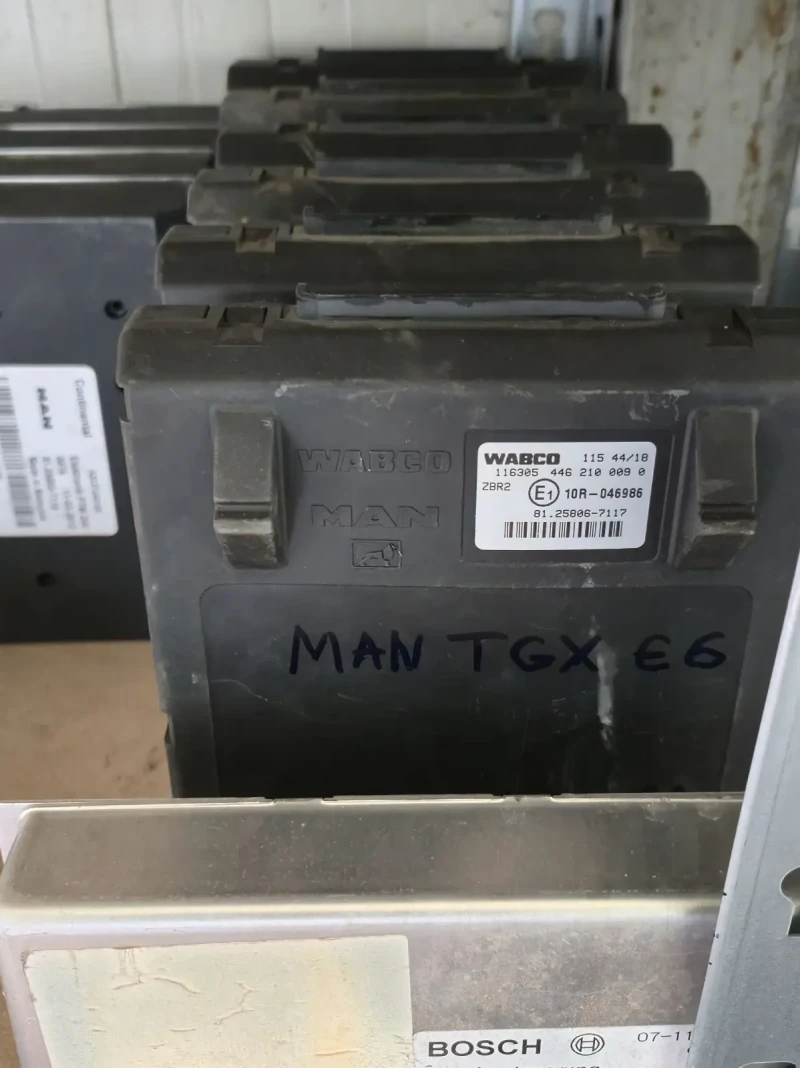 WABCO
MAN
WABCO 115 44/18
116305 446 210 009 0
ZBR2 E1 10R-046986
81.25806-7117
MAN TGX E6
Continental
MAN
BOSCH 07-11